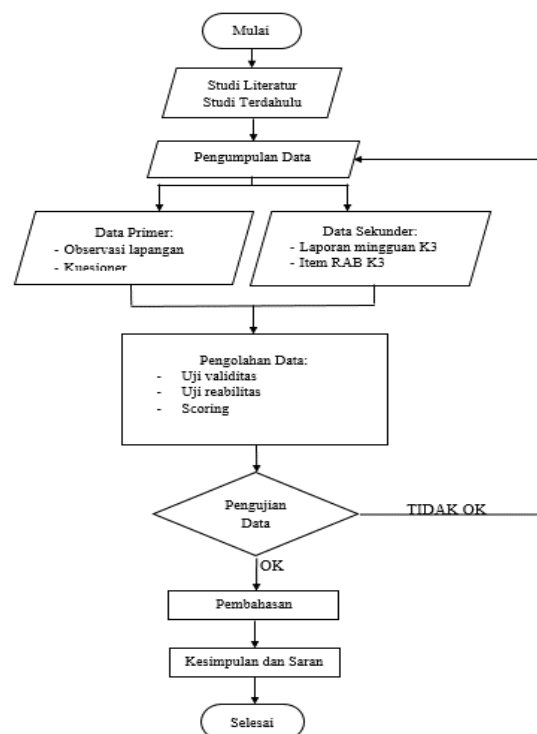 Mulai
Studi Literatur
Studi Terdahulu
Pengumpulan Data
Data Primer:
- Observasi lapangan
- Kuesioner
Data Sekunder:
- Laporan mingguan K3
- Item RAB K3
Pengolahan Data:
- Uji validitas
- Uji reabilitas
- Scoring
Pengujian
Data
TIDAK OK
OK
Pembahasan
Kesimpulan dan Saran
Selesai